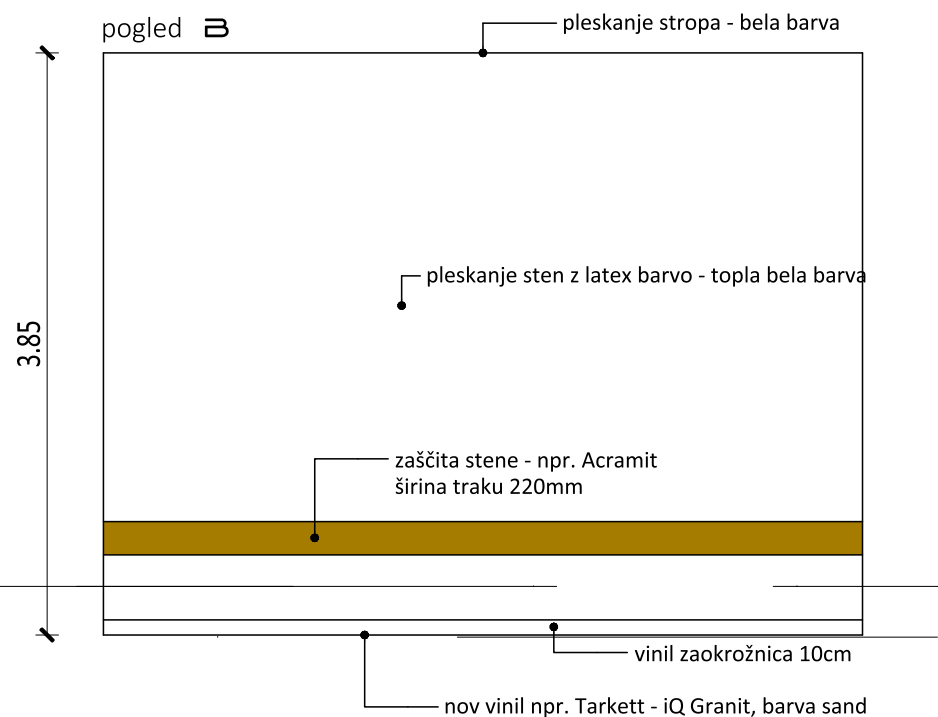 pogled B
pleskanje stropa - bela barva
pleskanje sten z latex barvo - topla bela barva
3.85
zaščita stene - npr. Acramit
širina traku 220mm
vinil zaokrožnica 10cm
nov vinil npr. Tarkett - iQ Granit, barva sand